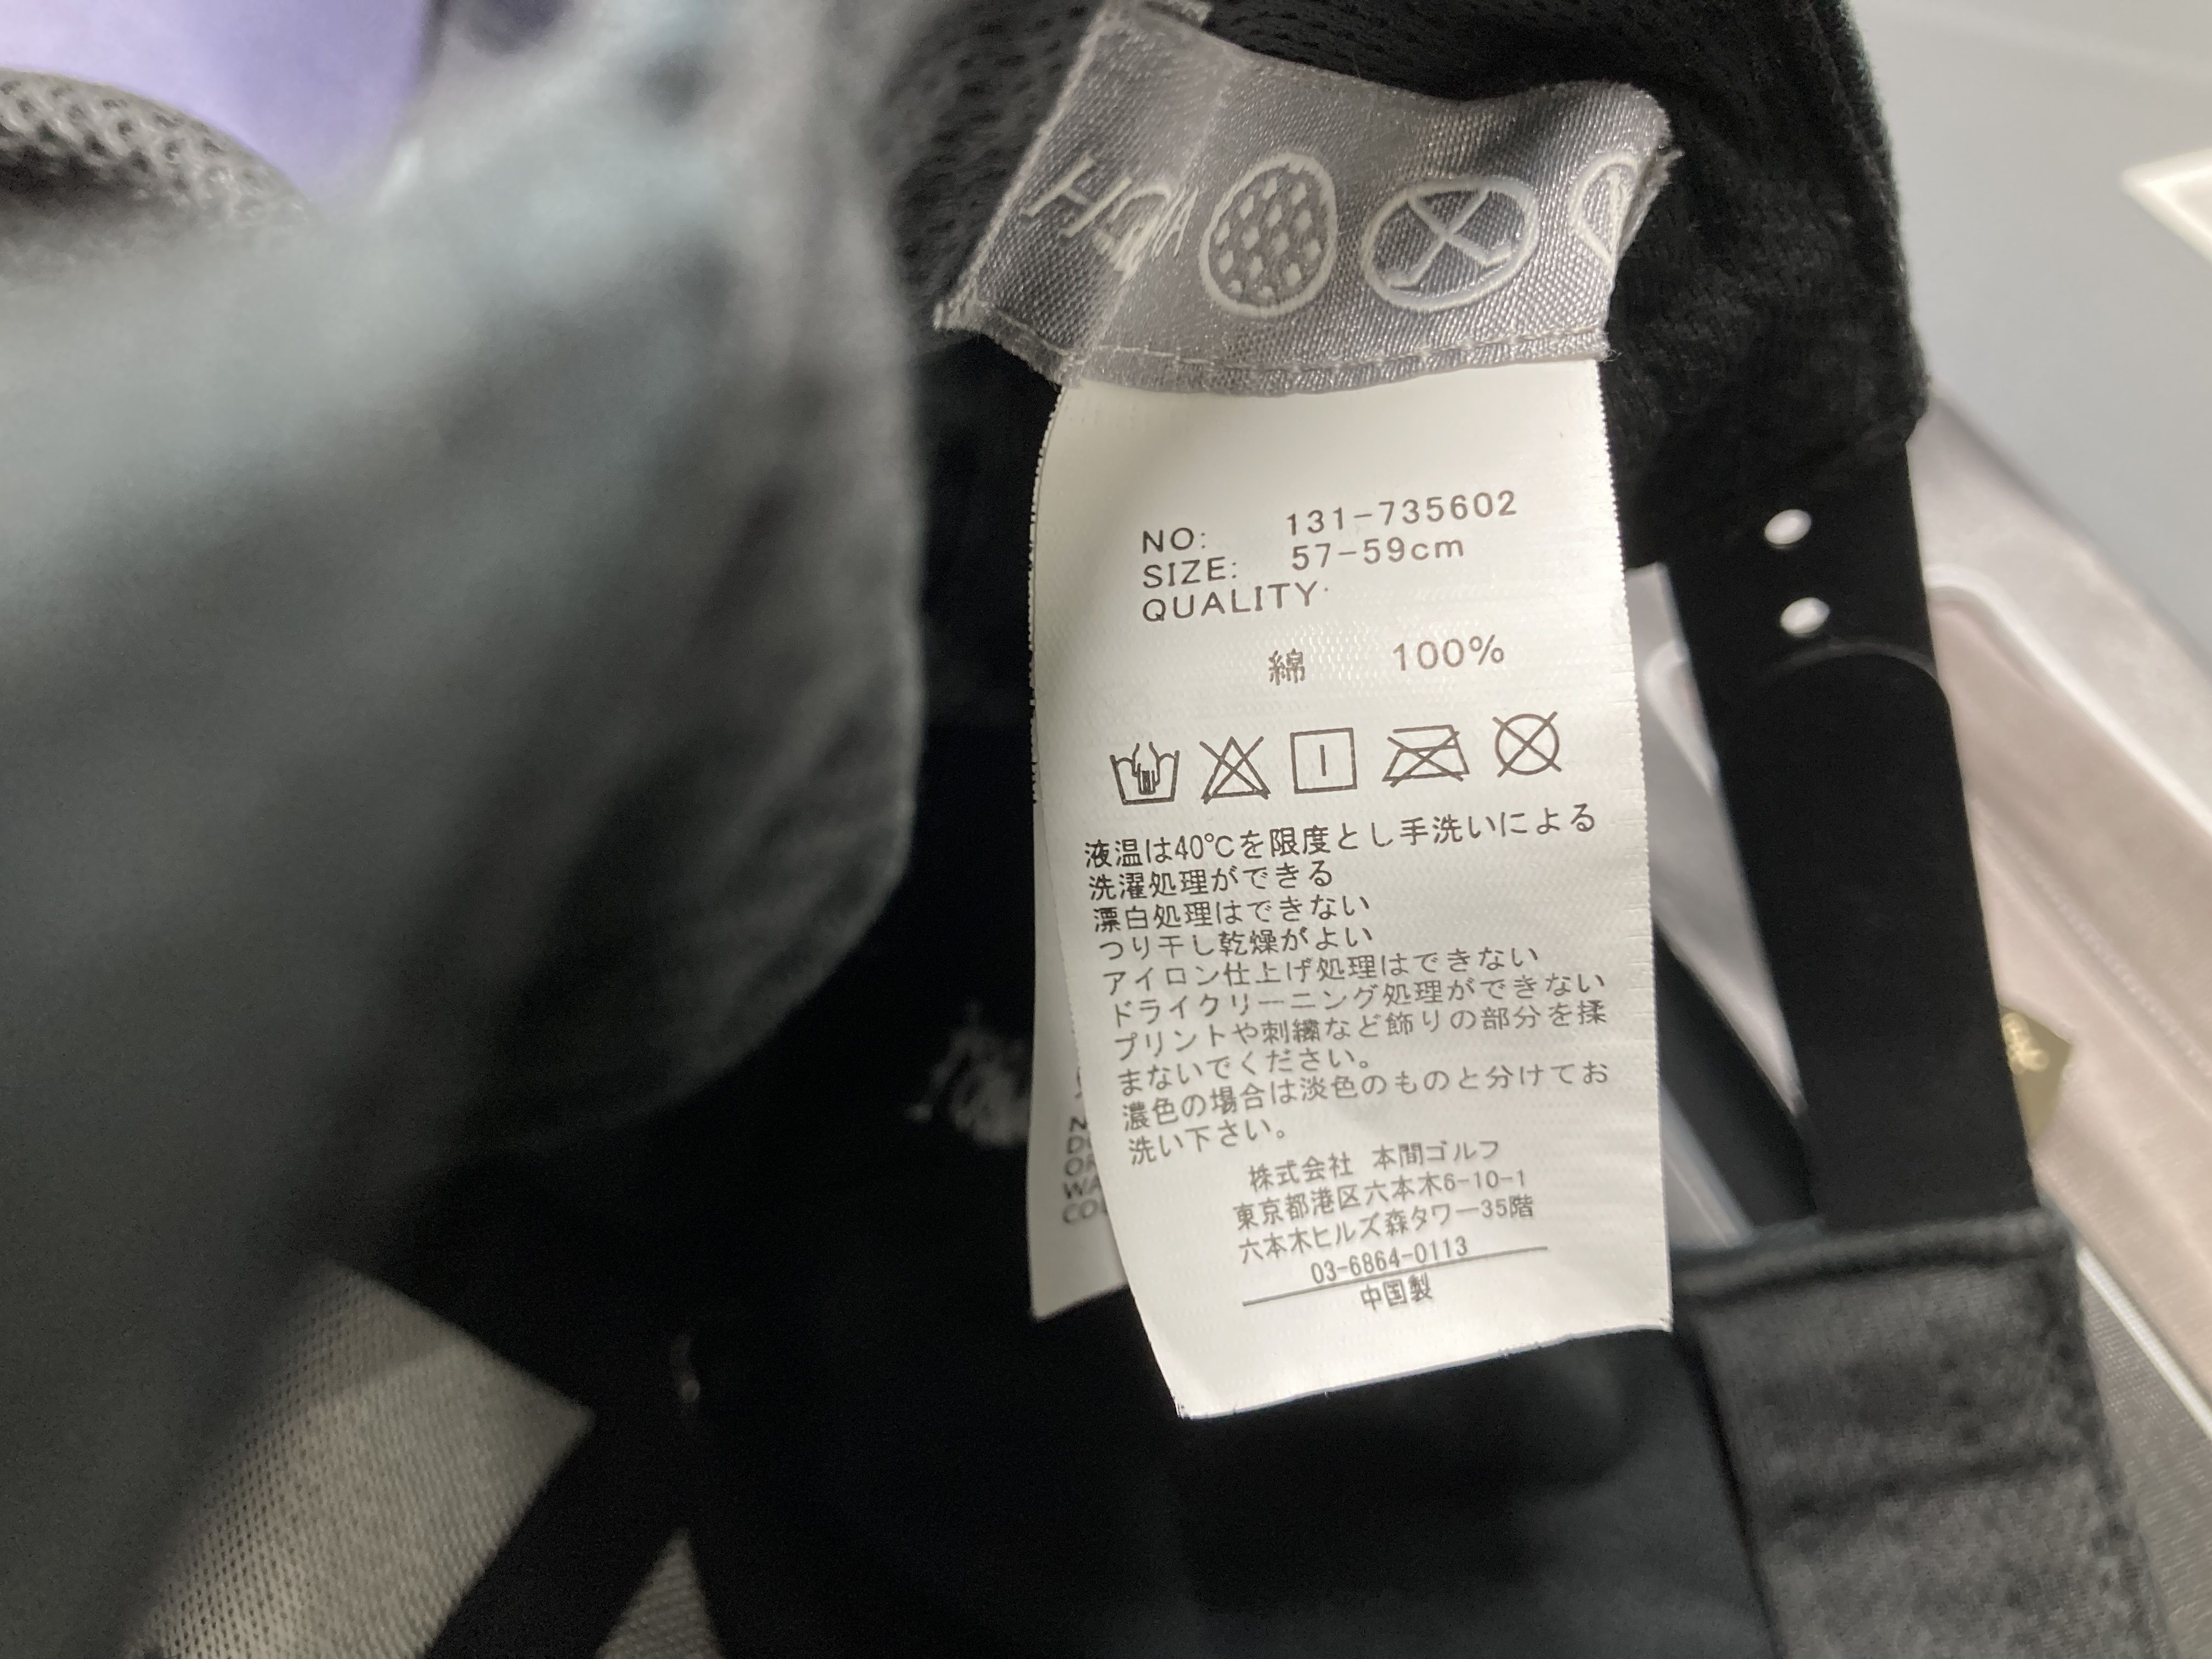 NO: 131-735602
SIZE: 57-59cm
QUALITY:
綿 100%
液温は40℃を限度とし手洗いによる
洗濯処理ができる
漂白処理はできない
つり干し乾燥がよい
アイロン仕上げ処理はできない
ドライクリーニング処理ができない
プリントや刺繍など飾りの部分を揉
まないでください。
濃色の場合は淡色のものと分けてお
洗い下さい。
株式会社 本間ゴルフ
東京都港区六本木6-10-1
六本木ヒルズ森タワー35階
03-6864-0113
中国製